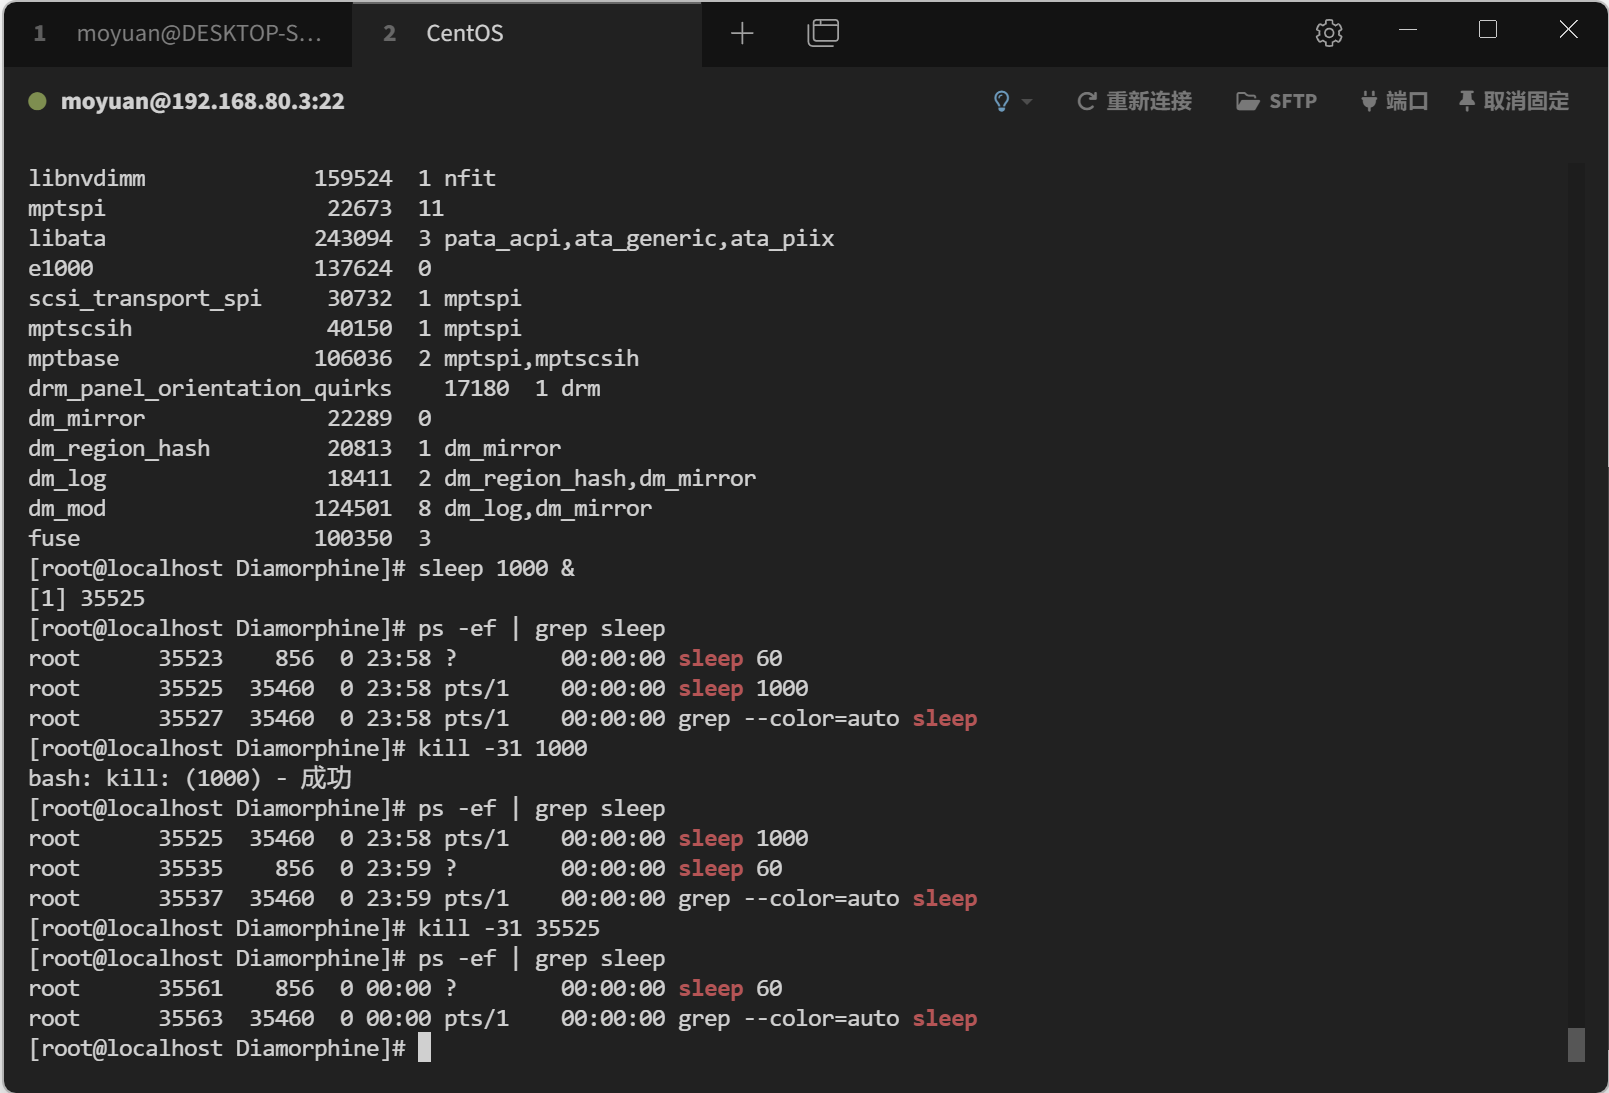 1 moyuan@DESKTOP-S... 2 CentOS
moyuan@192.168.80.3:22 重新连接 SFTP 端口 取消固定
libnvdimm             159524  1 nfit
mptspi                 22673  11
libata                243094  3 pata_acpi,ata_generic,ata_piix
e1000                 137624  0
scsi_transport_spi     30732  1 mptspi
mptscsih               40150  1 mptspi
mptbase               106036  2 mptspi,mptscsih
drm_panel_orientation_quirks    17180  1 drm
dm_mirror              22289  0
dm_region_hash         20813  1 dm_mirror
dm_log                 18411  2 dm_region_hash,dm_mirror
dm_mod                124501  8 dm_log,dm_mirror
fuse                  100350  3
[root@localhost Diamorphine]# sleep 1000 &
[1] 35525
[root@localhost Diamorphine]# ps -ef | grep sleep
root      35523    856  0 23:58 ?        00:00:00 sleep 60
root      35525  35460  0 23:58 pts/1    00:00:00 sleep 1000
root      35527  35460  0 23:58 pts/1    00:00:00 grep --color=auto sleep
[root@localhost Diamorphine]# kill -31 1000
bash: kill: (1000) - 成功
[root@localhost Diamorphine]# ps -ef | grep sleep
root      35525  35460  0 23:58 pts/1    00:00:00 sleep 1000
root      35535    856  0 23:59 ?        00:00:00 sleep 60
root      35537  35460  0 23:59 pts/1    00:00:00 grep --color=auto sleep
[root@localhost Diamorphine]# kill -31 35525
[root@localhost Diamorphine]# ps -ef | grep sleep
root      35561    856  0 00:00 ?        00:00:00 sleep 60
root      35563  35460  0 00:00 pts/1    00:00:00 grep --color=auto sleep
[root@localhost Diamorphine]#